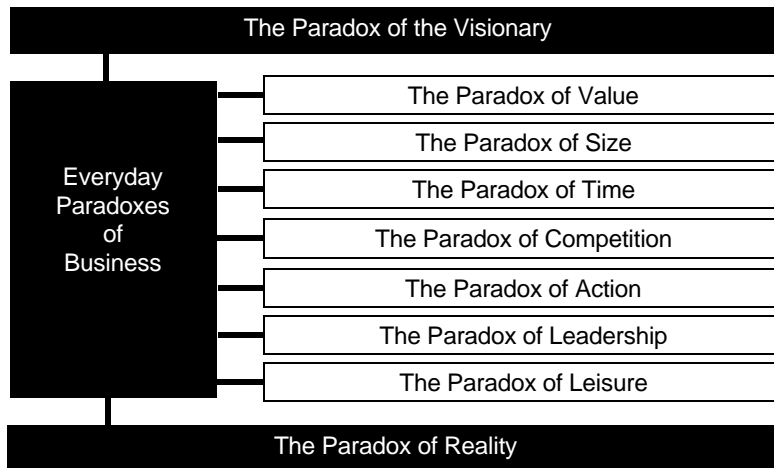 The Paradox of the Visionary
Everyday
Paradoxes
of
Business
The Paradox of Value
The Paradox of Size
The Paradox of Time
The Paradox of Competition
The Paradox of Action
The Paradox of Leadership
The Paradox of Leisure
The Paradox of Reality